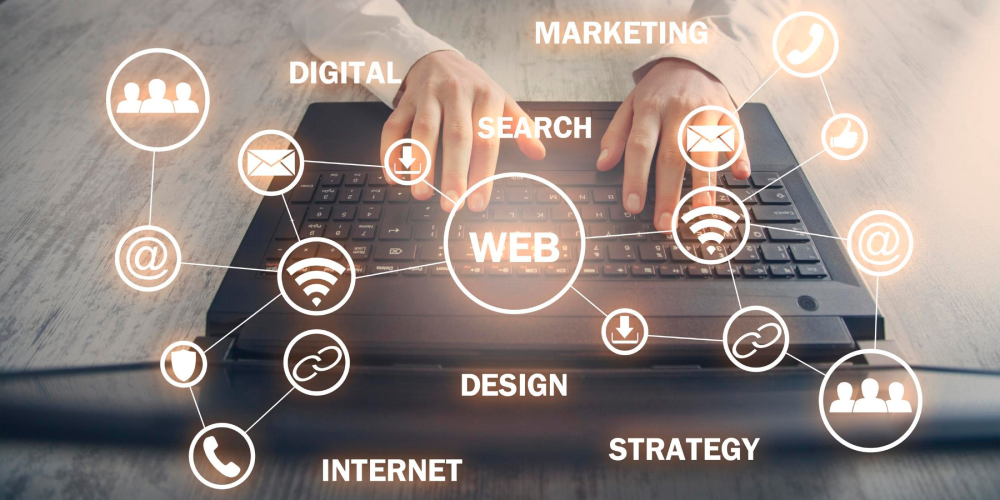 MARKETING
DIGITAL
SEARCH
WEB
DESIGN
STRATEGY
INTERNET